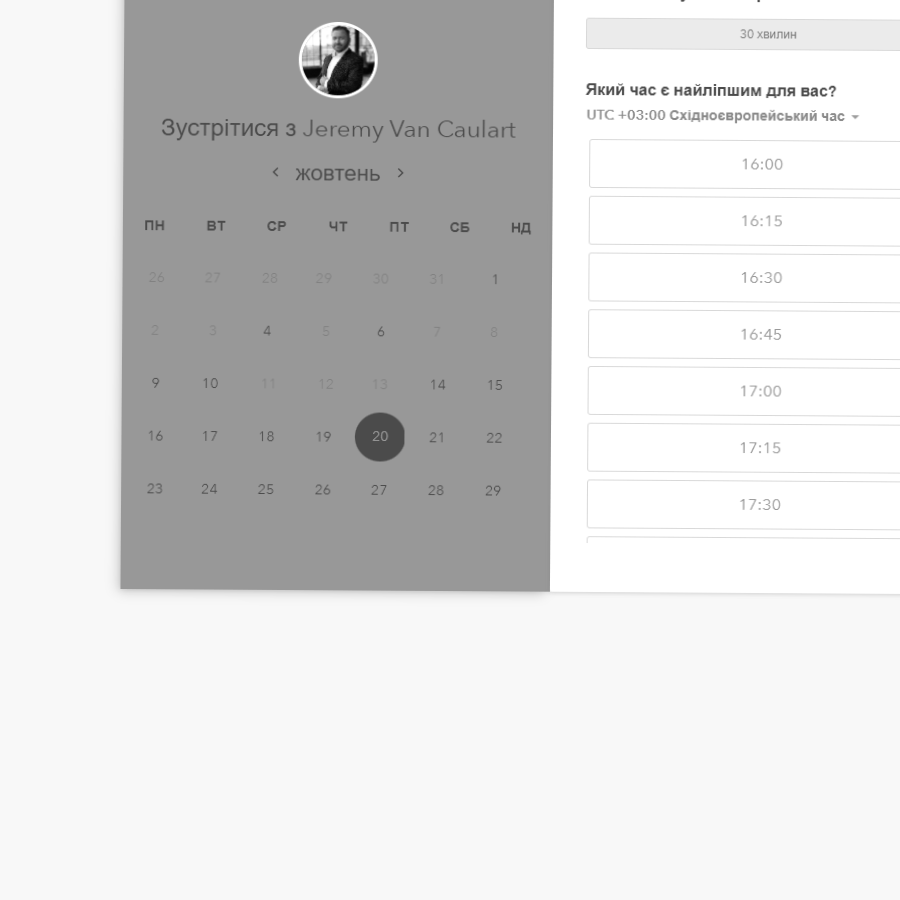 Зустрітися з Jeremy Van Caulart
жовтень
ПН ВТ СР ЧТ ПТ СБ НД
26 27 28 29 30 31 1
2 3 4 5 6 7 8
9 10 11 12 13 14 15
16 17 18 19 20 21 22
23 24 25 26 27 28 29
30 хвилин
Який час є найліпшим для вас?
UTC +03:00 Східноєвропейський час
16:00
16:15
16:30
16:45
17:00
17:15
17:30